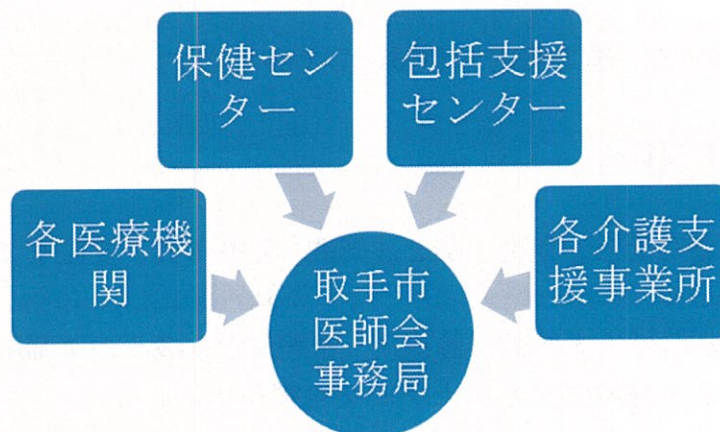 保健セン
ター
包括支援
センター
各医療機
関
取手市
医師会
事務局
各介護支
援事業所